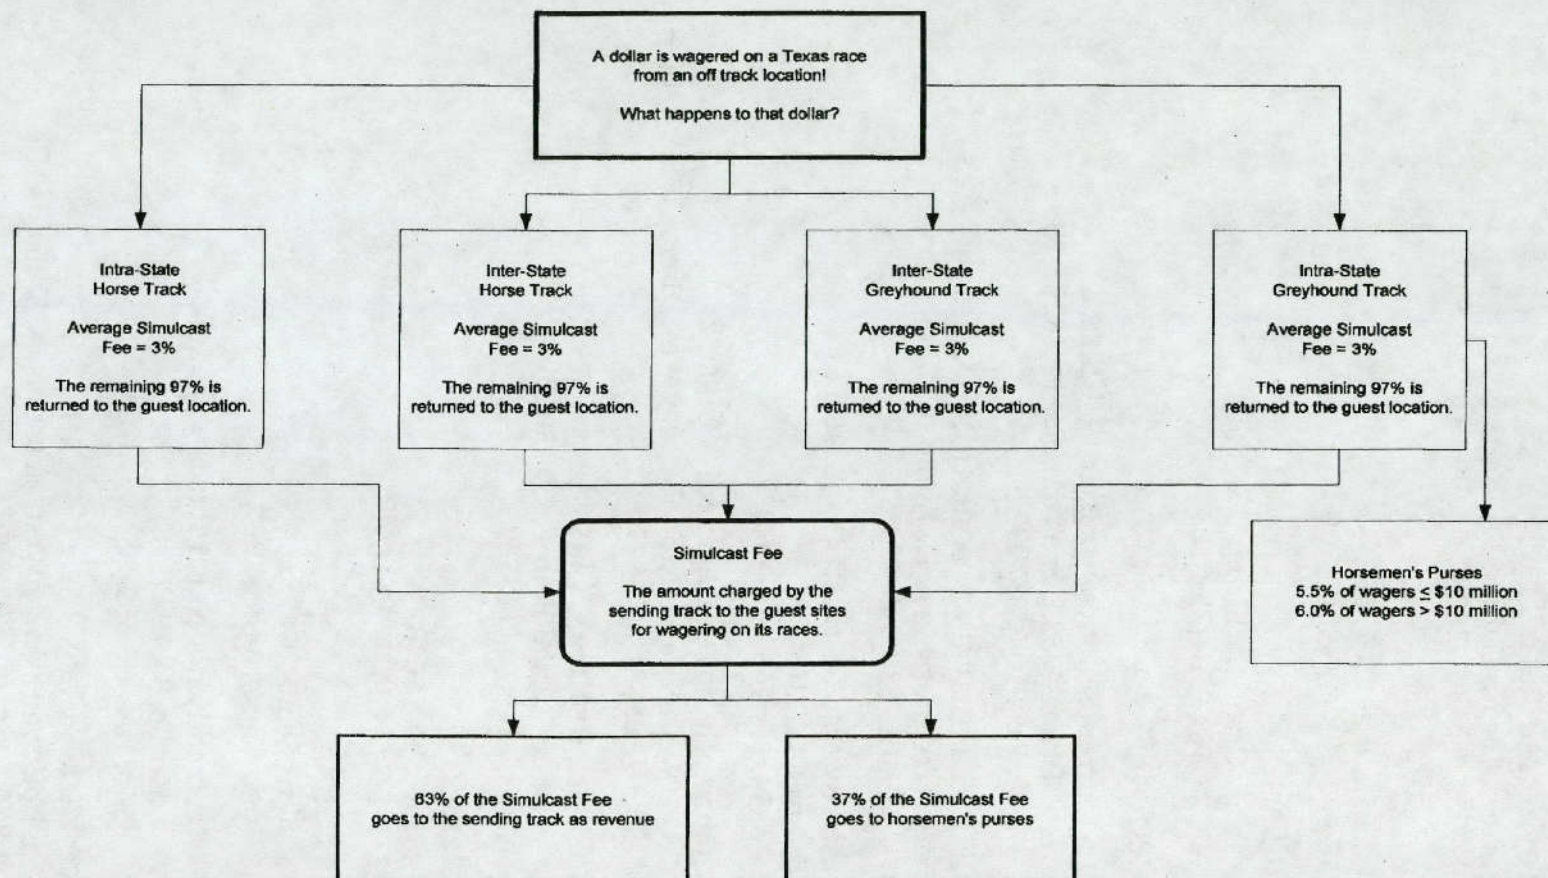 A dollar is wagered on a Texas race
from an off track location!
What happens to that dollar?
Intra-State
Horse Track
Average Simulcast
Fee = 3%
The remaining 97% is
returned to the guest location.
Inter-State
Horse Track
Average Simulcast
Fee = 3%
The remaining 97% is
returned to the guest location.
Inter-State
Greyhound Track
Average Simulcast
Fee = 3%
The remaining 97% is
returned to the guest location.
Intra-State
Greyhound Track
Average Simulcast
Fee = 3%
The remaining 97% is
returned to the guest location.
Simulcast Fee
The amount charged by the
sending track to the guest sites
for wagering on its races.
Horsemen's Purses
5.5% of wagers ≤ $10 million
6.0% of wagers > $10 million
63% of the Simulcast Fee
goes to the sending track as revenue
37% of the Simulcast Fee
goes to horsemen's purses